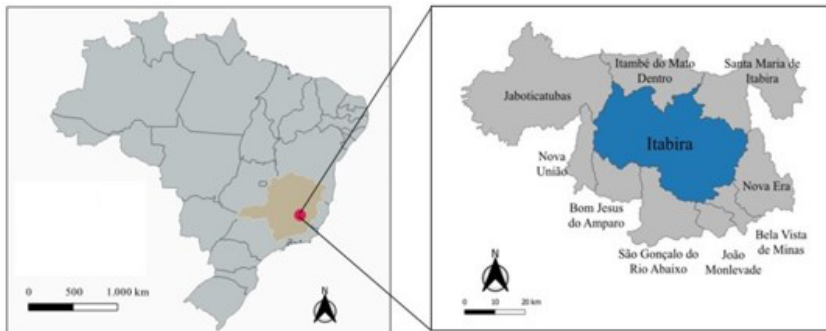 N
0
500
1.000 km
Itambé do Mato
Dentro
Santa Maria de
Itabira
Jaboticatubas
Itabira
Nova
União
Nova Era
Bom Jesus
do Amparo
Bela Vista
de Minas
São Gonçalo do
Rio Abaixo
João
Monlevade
N
0
10
20 km